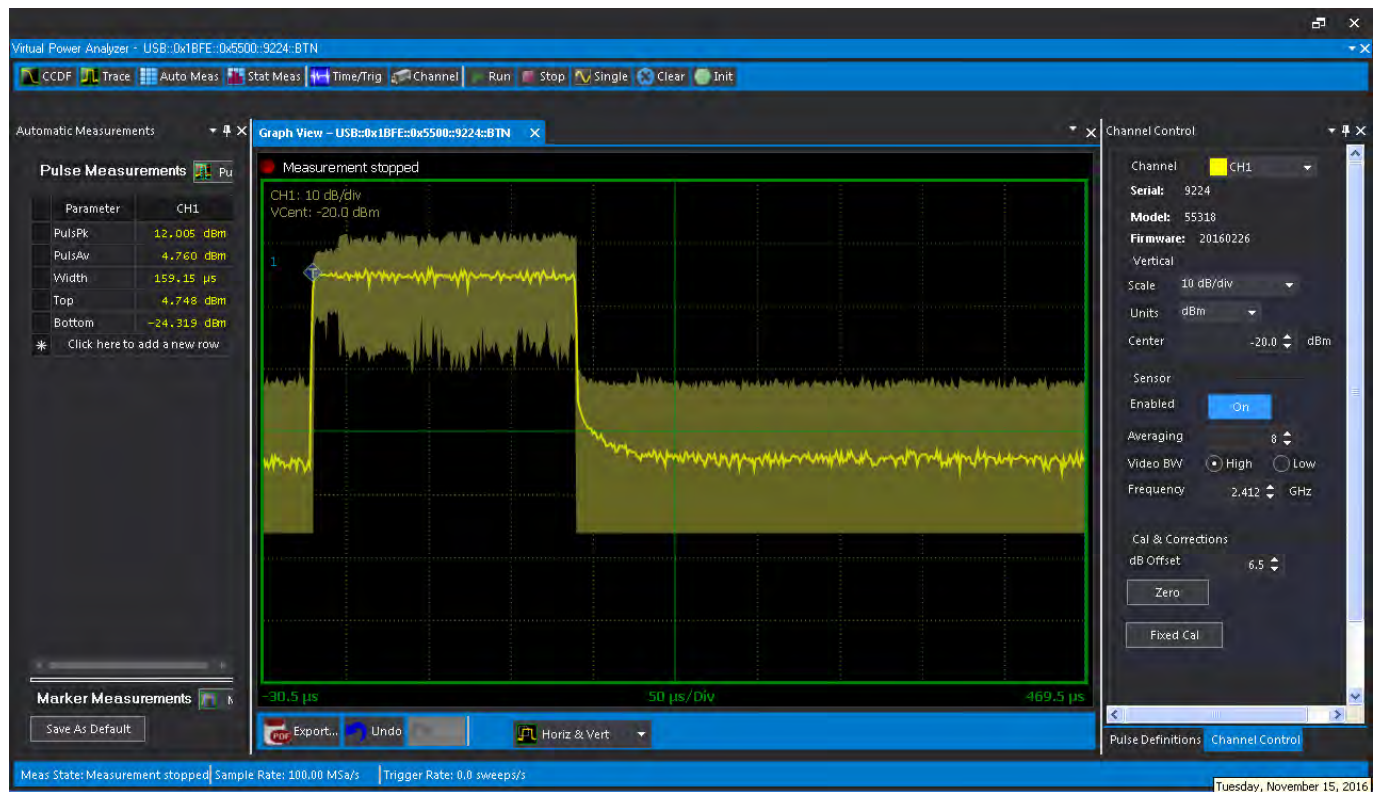 Virtual Power Analyzer - USB::0x1BFE::0x5500::9224::BTN
CCDF Trace Auto Meas Stat Meas Time/Trig Channel Run Stop Single Clear Init
Automatic Measurements
Pulse Measurements Pu
Parameter CH1
PulsPk 12.005 dBm
PulsAv 4.760 dBm
Width 159.15 µs
Top 4.748 dBm
Bottom -24.319 dBm
Click here to add a new row
Marker Measurements
Save As Default
Graph View – USB::0x1BFE::0x5500::9224::BTN
Measurement stopped
CH1: 10 dB/div
VCent: -20.0 dBm
1
T
-30.5 µs 50 µs/Div 469.5 µs
PDF Export... Undo Horiz & Vert
Channel Control
Channel CH1
Serial: 9224
Model: 55318
Firmware: 20160226
Vertical
Scale 10 dB/div
Units dBm
Center -20.0 dBm
Sensor
Enabled On
Averaging 8
Video BW High Low
Frequency 2.412 GHz
Cal & Corrections
dB Offset 6.5
Zero
Fixed Cal
Pulse Definitions Channel Control
Meas State: Measurement stopped Sample Rate: 100.00 MSa/s Trigger Rate: 0.0 sweeps/s
Tuesday, November 15, 2016